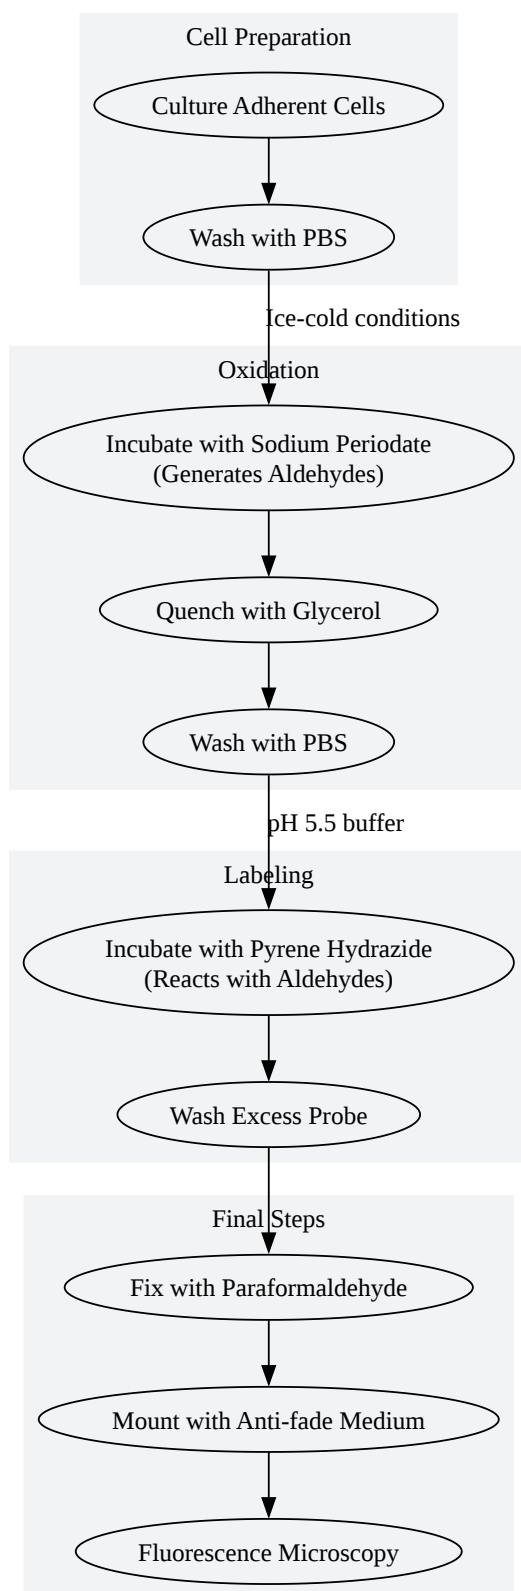 Cell Preparation
Culture Adherent Cells
Wash with PBS
Ice-cold conditions
Oxidation
Incubate with Sodium Periodate
(Generates Aldehydes)
Quench with Glycerol
Wash with PBS
pH 5.5 buffer
Labeling
Incubate with Pyrene Hydrazide
(Reacts with Aldehydes)
Wash Excess Probe
Final Steps
Fix with Paraformaldehyde
Mount with Anti-fade Medium
Fluorescence Microscopy